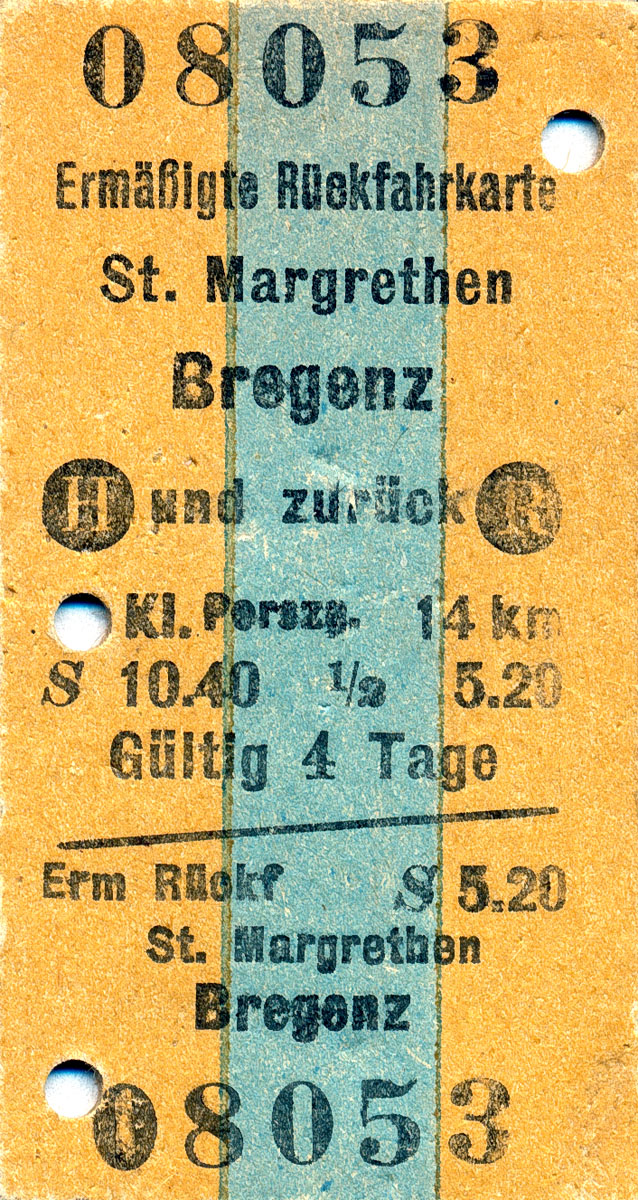 08053
Ermäßigte Rückfahrkarte
St. Margrethen
Bregenz
H und zurück R
Kl. Perszg. 14 km
S 10.40 1/2 5.20
Gültig 4 Tage
Erm Rückf S 5.20
St. Margrethen
Bregenz
08053